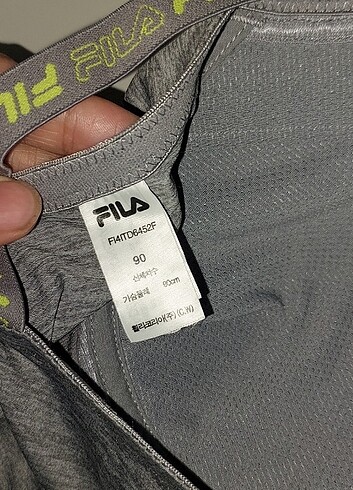 FILA FILA FILA
FILA
FI4ITD6452F
90
신체치수
가슴둘레 90cm
휠라코리아(주) (C.W)